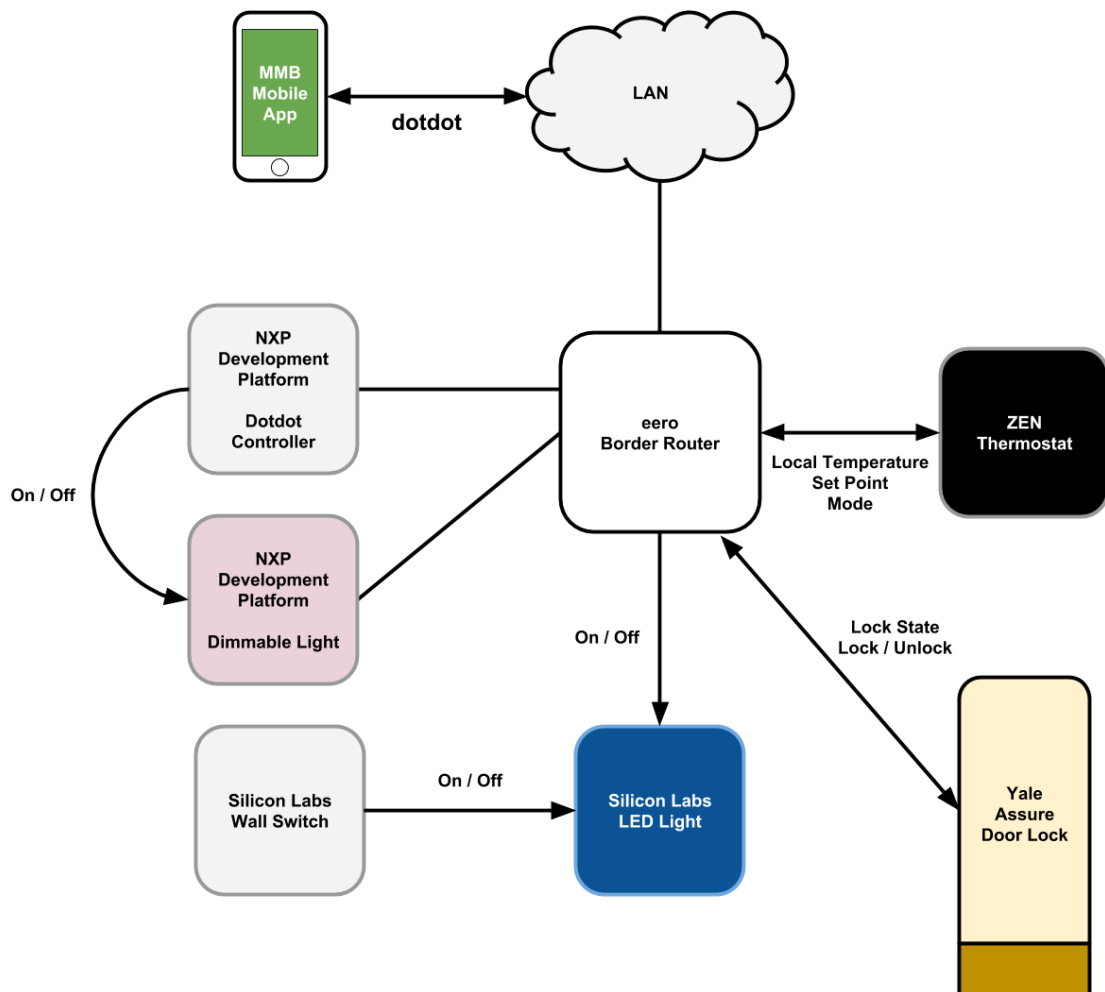 MMB
Mobile
App
dotdot
LAN
NXP
Development
Platform
Dotdot
Controller
eero
Border Router
ZEN
Thermostat
Local Temperature
Set Point
Mode
On / Off
NXP
Development
Platform
Dimmable Light
On / Off
Lock State
Lock / Unlock
Silicon Labs
Wall Switch
On / Off
Silicon Labs
LED Light
Yale
Assure
Door Lock